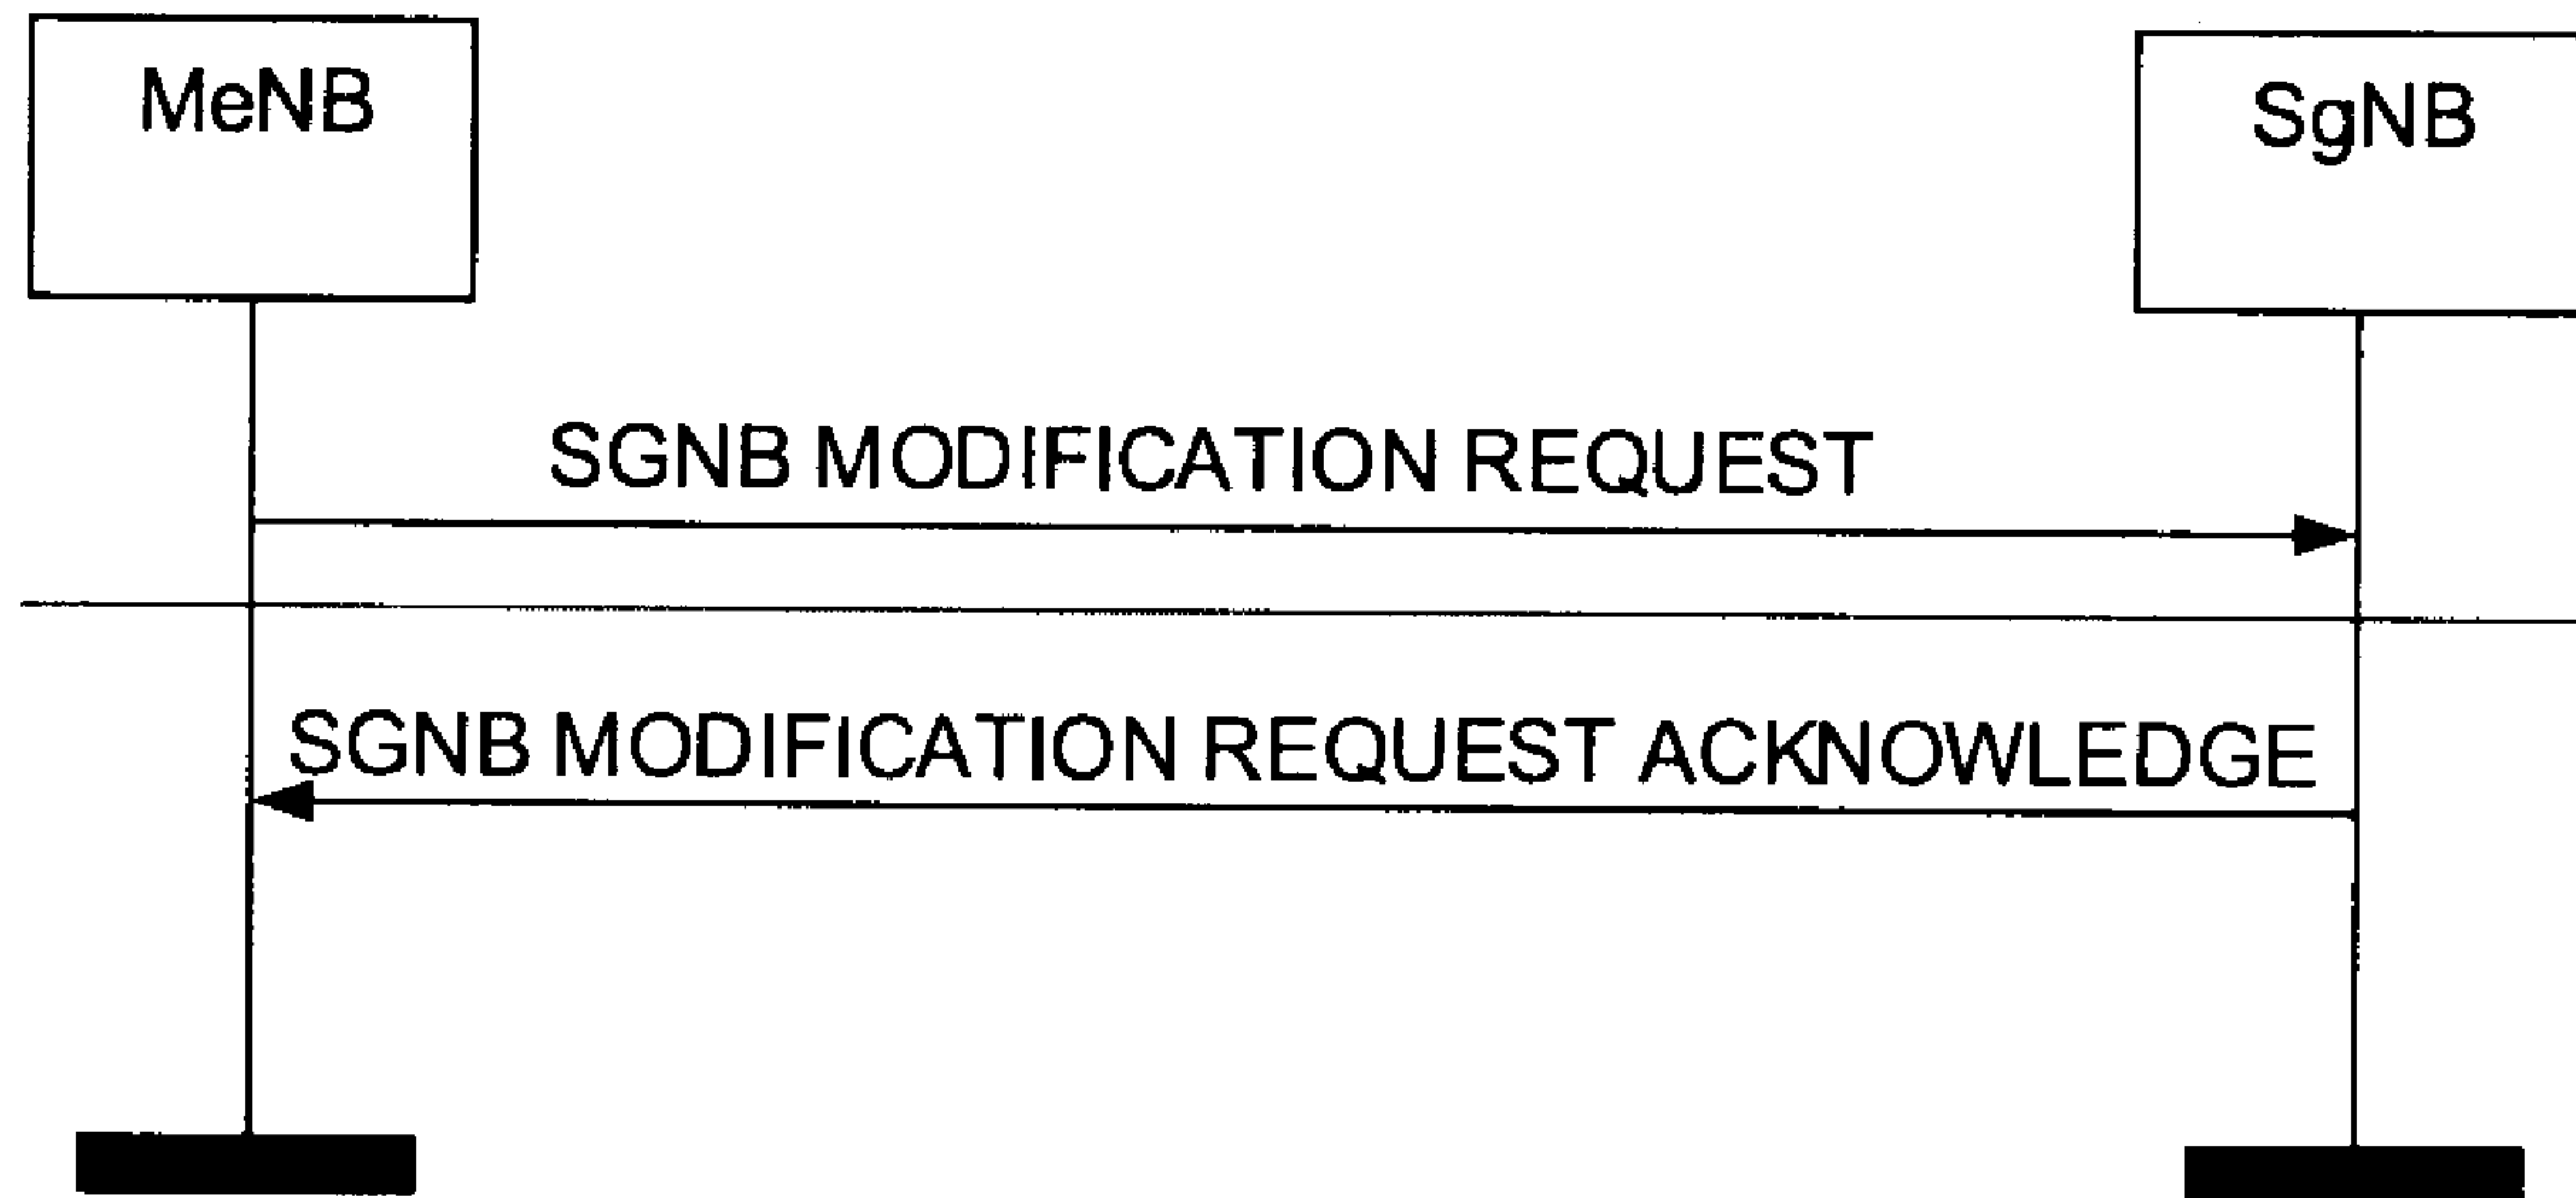 MeNB
SgNB
SGNB MODIFICATION REQUEST
SGNB MODIFICATION REQUEST ACKNOWLEDGE